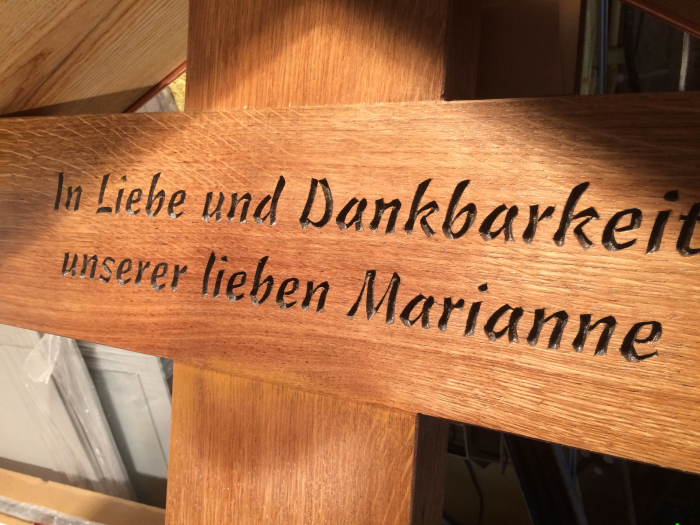 In Liebe und Dankbarkeit
unserer lieben Marianne